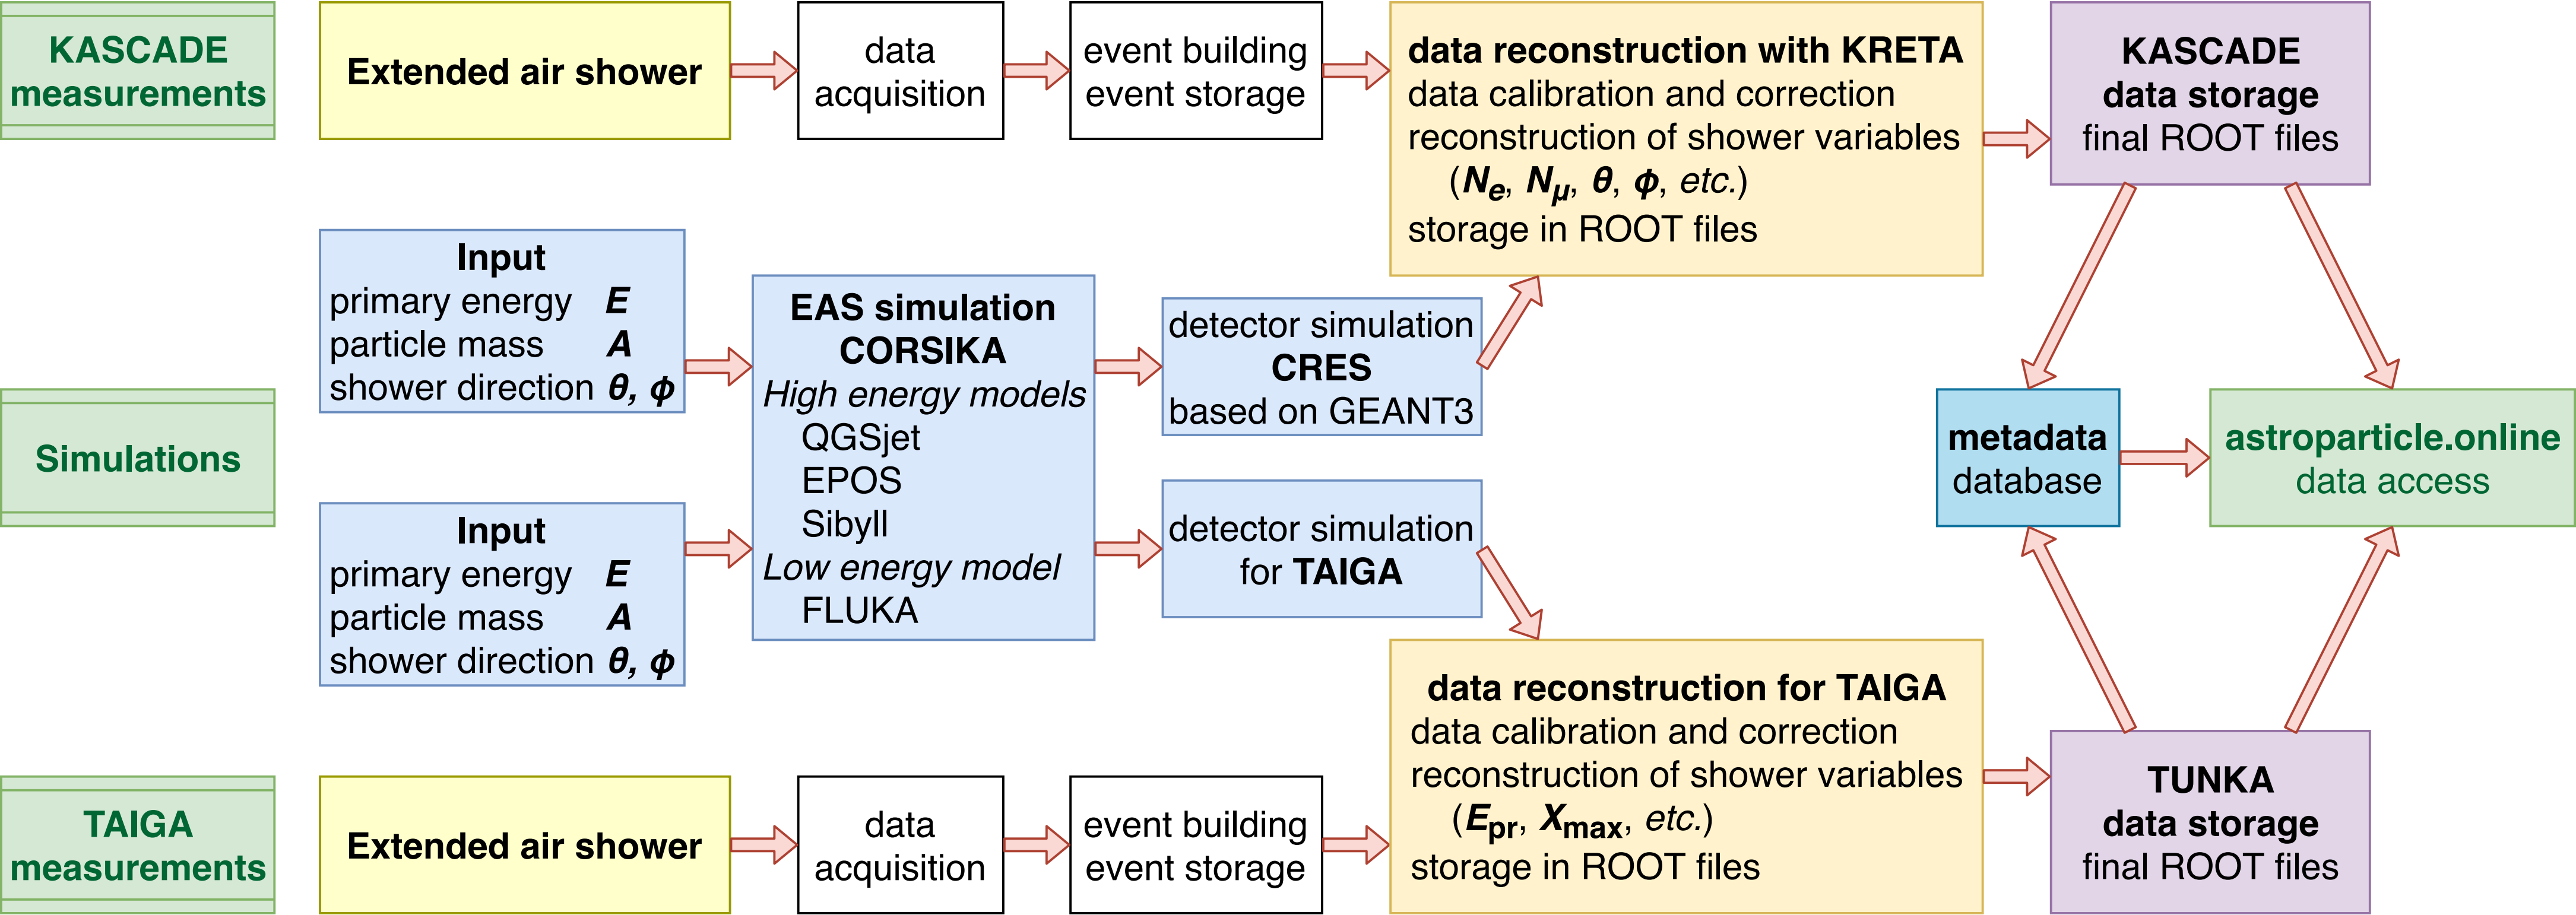 KASCADE
measurements
Extended air shower
data
acquisition
event building
event storage
data reconstruction with KRETA
data calibration and correction
reconstruction of shower variables
(Ne, Nμ, θ, ϕ, etc.)
storage in ROOT files
KASCADE
data storage
final ROOT files
Simulations
Input
primary energy E
particle mass A
shower direction θ, ϕ
Input
primary energy E
particle mass A
shower direction θ, ϕ
EAS simulation
CORSIKA
High energy models
QGSjet
EPOS
Sibyll
Low energy model
FLUKA
detector simulation
CRES
based on GEANT3
detector simulation
for TAIGA
metadata
database
astroparticle.online
data access
TAIGA
measurements
Extended air shower
data
acquisition
event building
event storage
data reconstruction for TAIGA
data calibration and correction
reconstruction of shower variables
(Epr, Xmax, etc.)
storage in ROOT files
TUNKA
data storage
final ROOT files